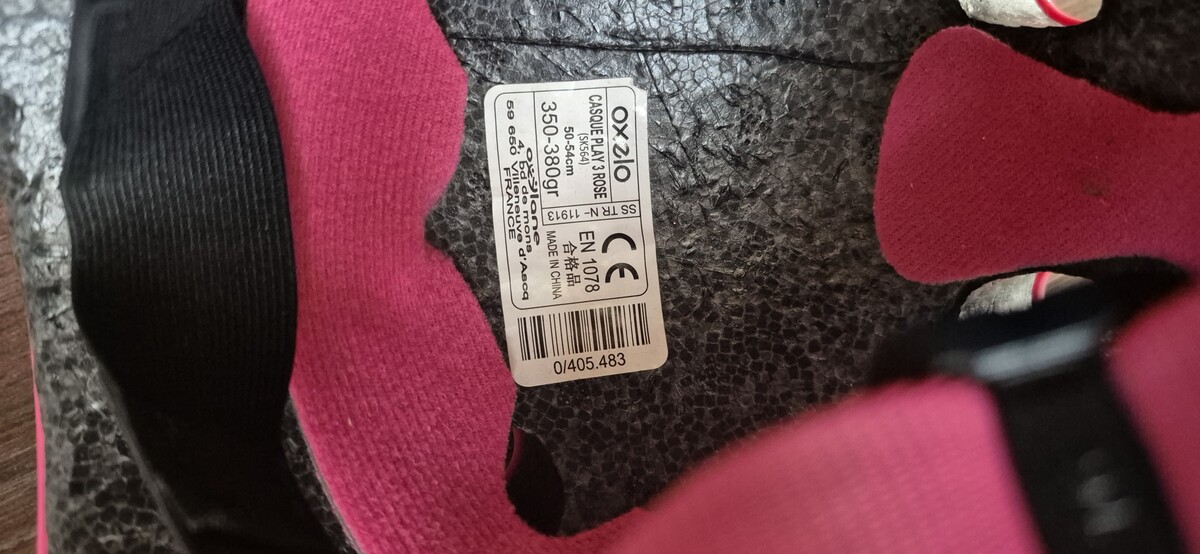 oxelo
CASQUE PLAY 3 ROSE
(SK564)
50-54cm
350-380gr
SS TR N- 11913
CE
EN 1078
合格品
MADE IN CHINA
oxylane
4, bd de mons
59 650 Villeneuve d'Ascq
FRANCE
0/405.483